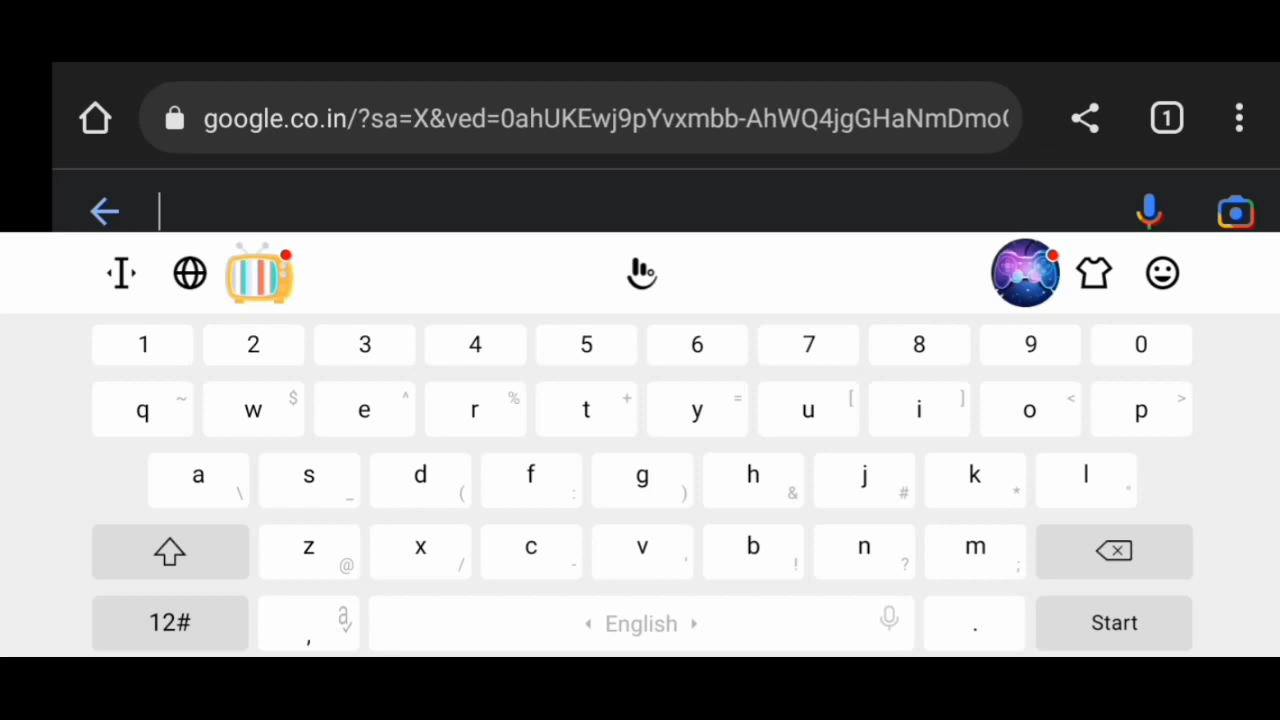 google.co.in/?sa=X&ved=0ahUKEwj9pYvxmbb-AhWQ4jgGHaNmDmo
1
1 2 3 4 5 6 7 8 9 0
q ~ w $ e ^ r % t + y = u [ i ] o < p >
a \ s _ d ( f : g ) h & j # k * l "
z @ x / c - v ' b ! n ? m ;
12# , a English . Start